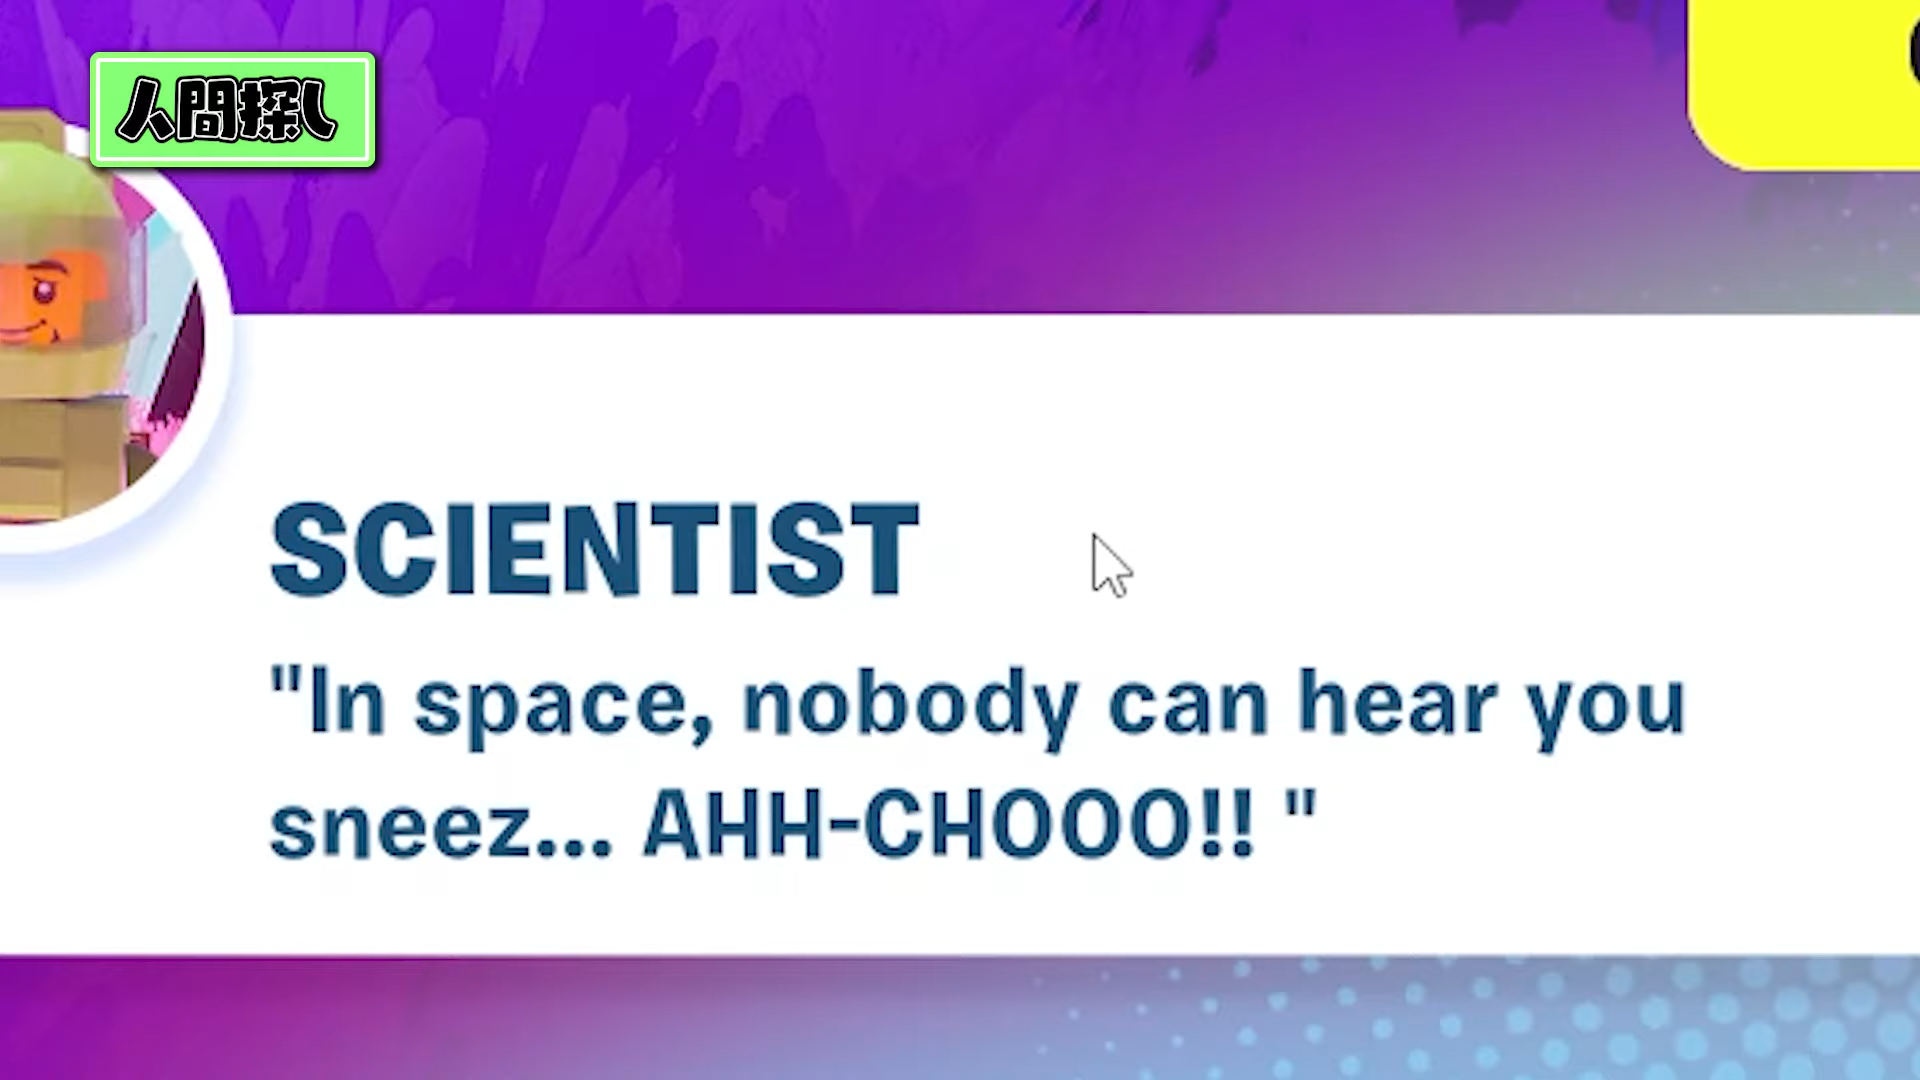 人間探し
SCIENTIST
"In space, nobody can hear you
sneez... AHH-CHOOO!! "